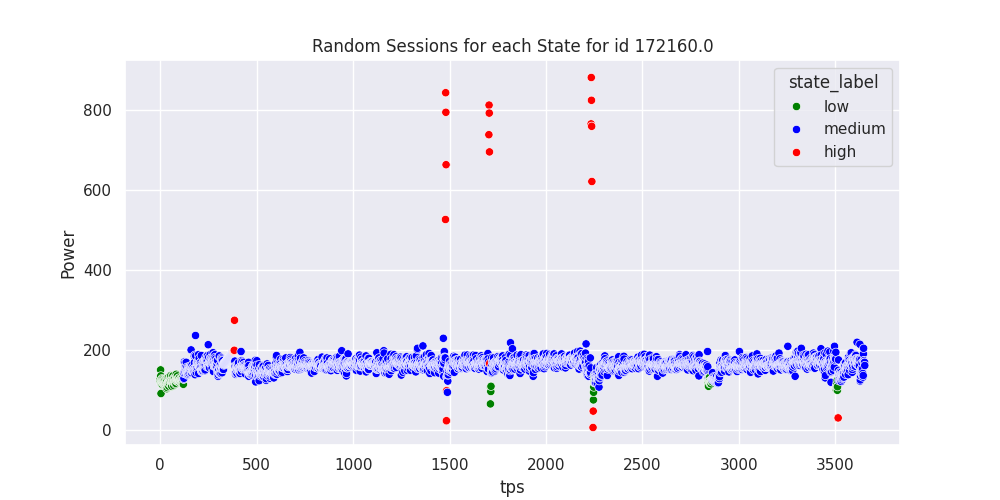 Random Sessions for each State for id 172160.0
state_label
low
medium
high
Power
800
600
400
200
0
0 500 1000 1500 2000 2500 3000 3500
tps